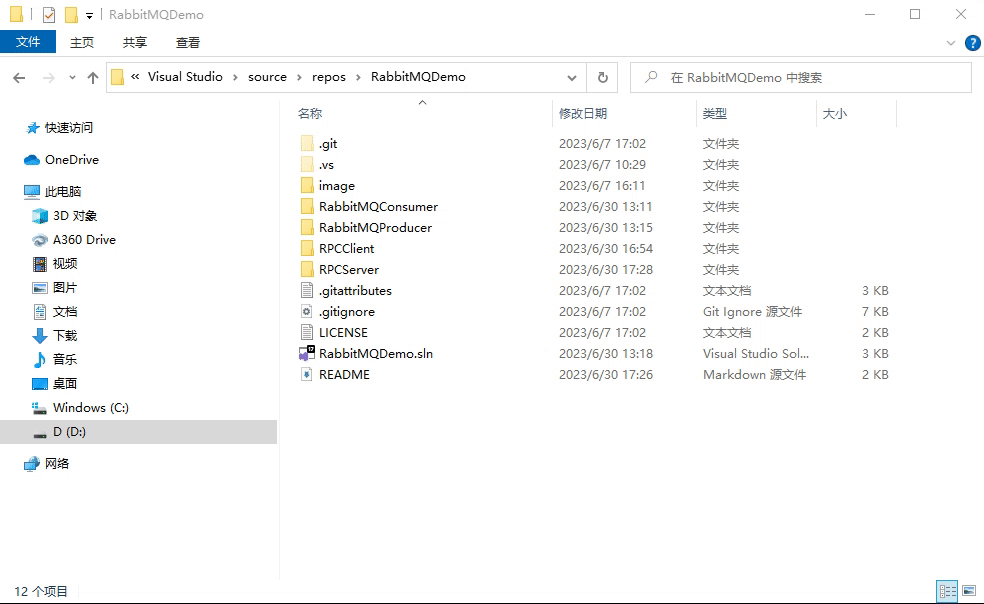 RabbitMQDemo
文件 主页 共享 查看
« Visual Studio › source › repos › RabbitMQDemo 在 RabbitMQDemo 中搜索
快速访问
OneDrive
此电脑
3D 对象
A360 Drive
视频
图片
文档
下载
音乐
桌面
Windows (C:)
D (D:)
网络
名称 修改日期 类型 大小
.git 2023/6/7 17:02 文件夹
.vs 2023/6/7 10:29 文件夹
image 2023/6/7 16:11 文件夹
RabbitMQConsumer 2023/6/30 13:11 文件夹
RabbitMQProducer 2023/6/30 13:15 文件夹
RPCClient 2023/6/30 16:54 文件夹
RPCServer 2023/6/30 17:28 文件夹
.gitattributes 2023/6/7 17:02 文本文档 3 KB
.gitignore 2023/6/7 17:02 Git Ignore 源文件 7 KB
LICENSE 2023/6/7 17:02 文本文档 2 KB
RabbitMQDemo.sln 2023/6/30 13:18 Visual Studio Sol... 3 KB
README 2023/6/30 17:26 Markdown 源文件 2 KB
12 个项目